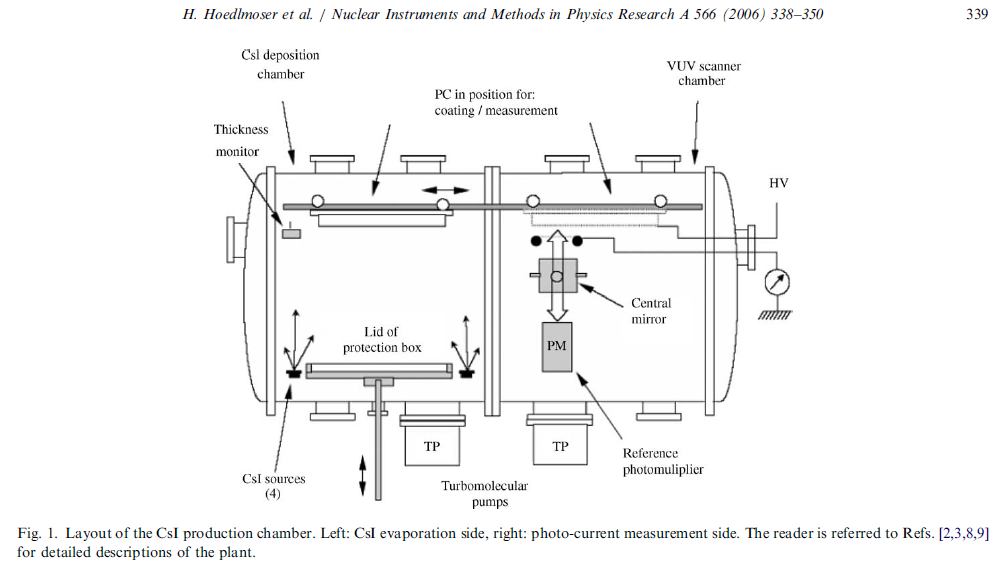 H. Hoedlmoser et al. / Nuclear Instruments and Methods in Physics Research A 566 (2006) 338–350
339
CsI deposition
chamber
VUV scanner
chamber
PC in position for:
coating / measurement
Thickness
monitor
HV
Central
mirror
Lid of
protection box
PM
TP
TP
Reference
photomuliplier
CsI sources
(4)
Turbomolecular
pumps
Fig. 1. Layout of the CsI production chamber. Left: CsI evaporation side, right: photo-current measurement side. The reader is referred to Refs. [2,3,8,9]
for detailed descriptions of the plant.